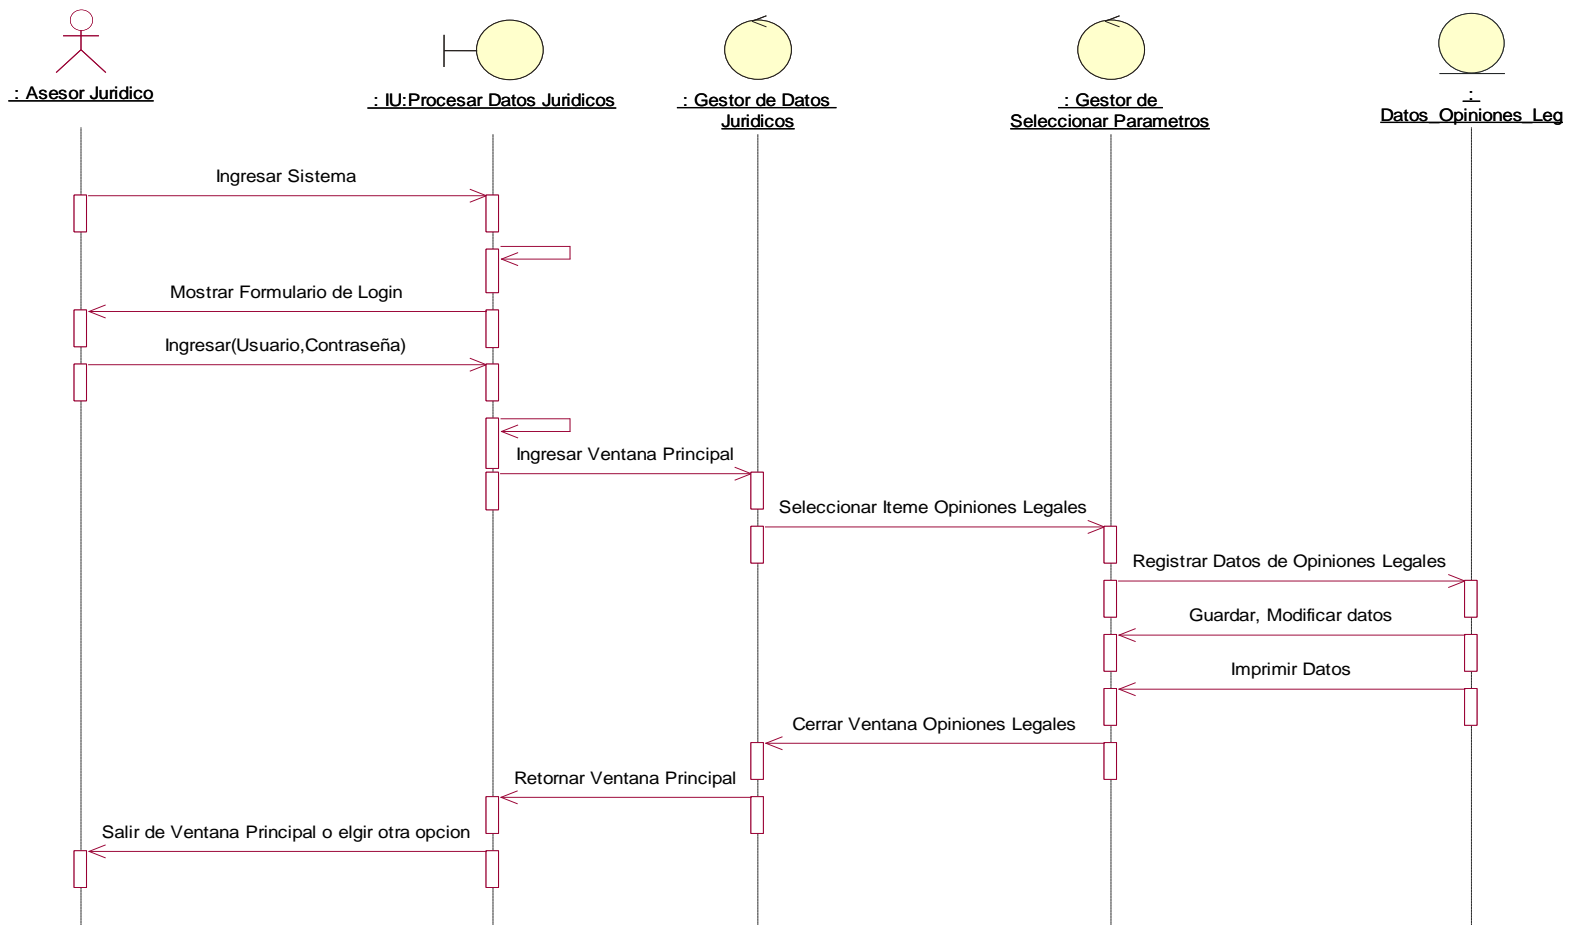 : Asesor Juridico
: IU:Procesar Datos Juridicos
: Gestor de Datos
Juridicos
: Gestor de
Seleccionar Parametros
:
Datos_Opiniones_Leg
Ingresar Sistema
Mostrar Formulario de Login
Ingresar(Usuario,Contraseña)
Ingresar Ventana Principal
Seleccionar Iteme Opiniones Legales
Registrar Datos de Opiniones Legales
Guardar, Modificar datos
Imprimir Datos
Cerrar Ventana Opiniones Legales
Retornar Ventana Principal
Salir de Ventana Principal o elgir otra opcion